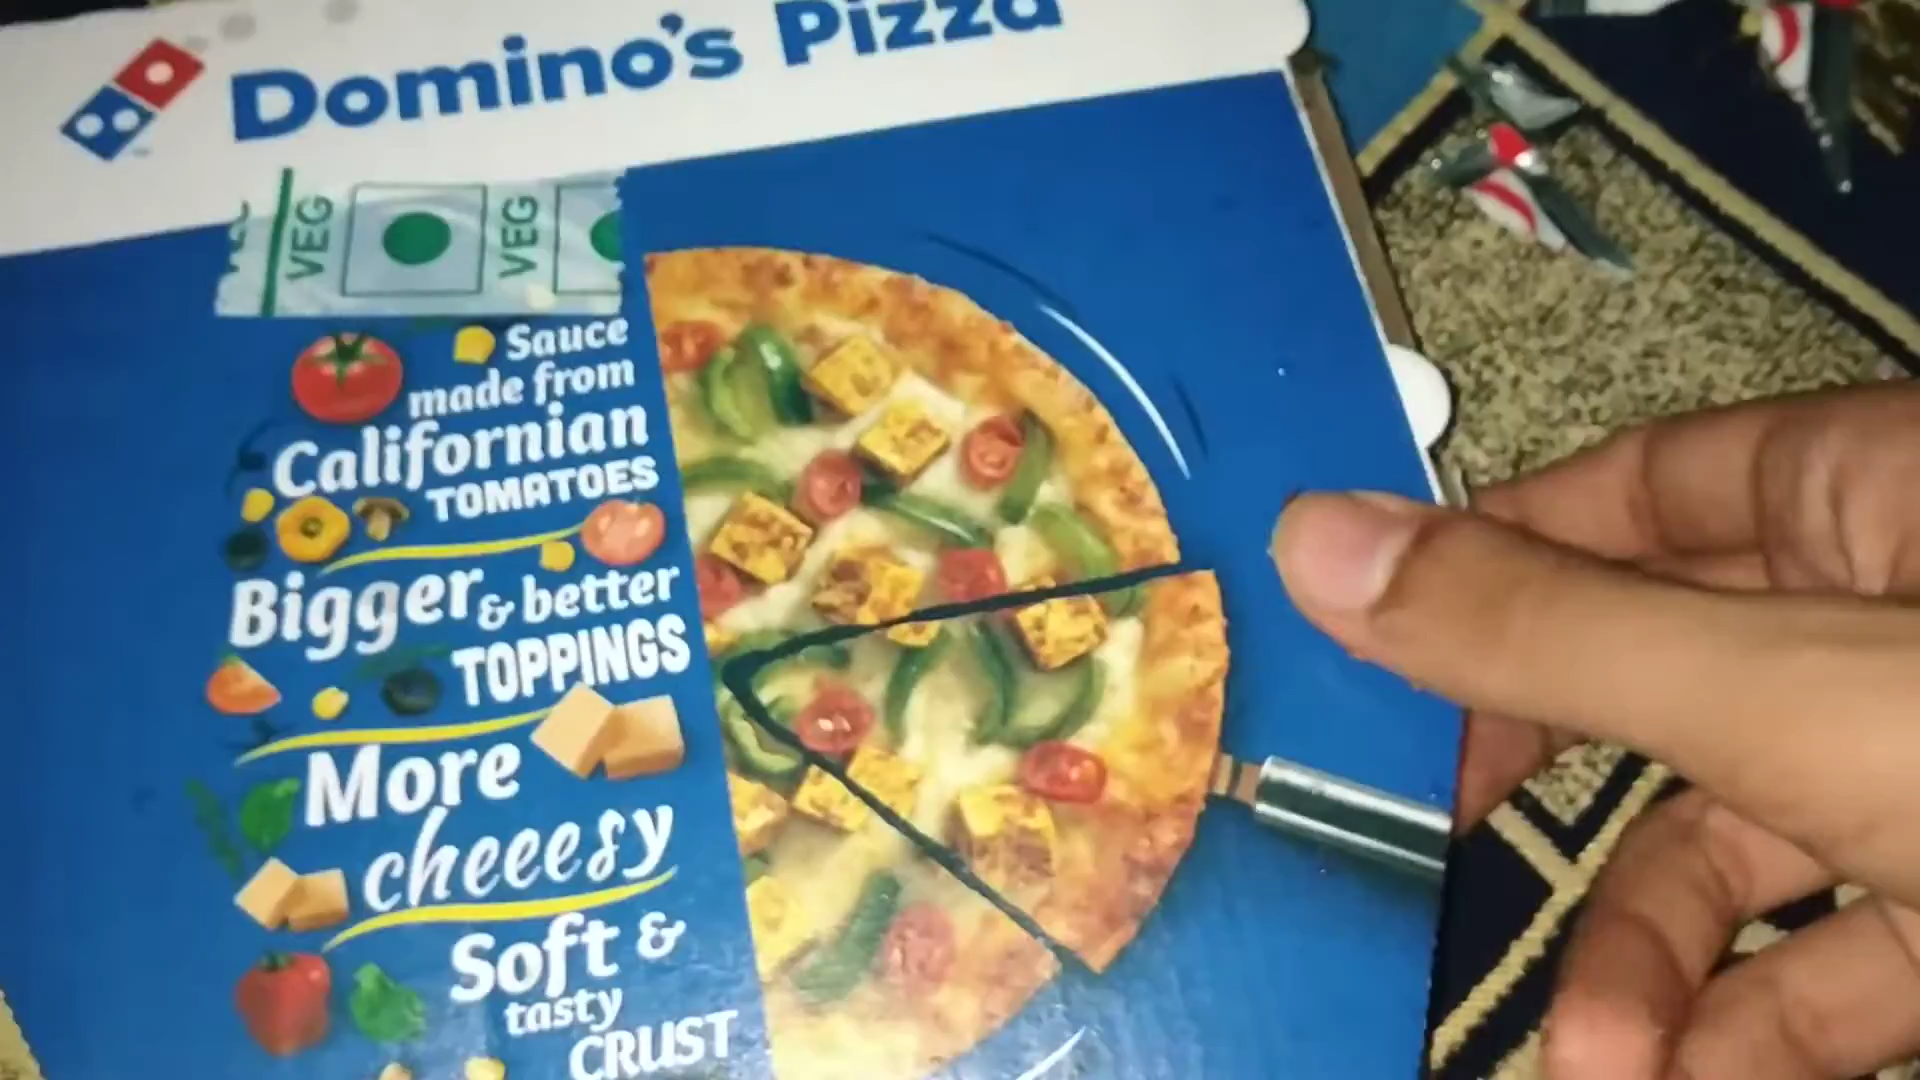 Domino's Pizza
VEG VEG
Sauce
made from
Californian
TOMATOES
Bigger & better
TOPPINGS
More
cheeesy
Soft &
tasty
CRUST